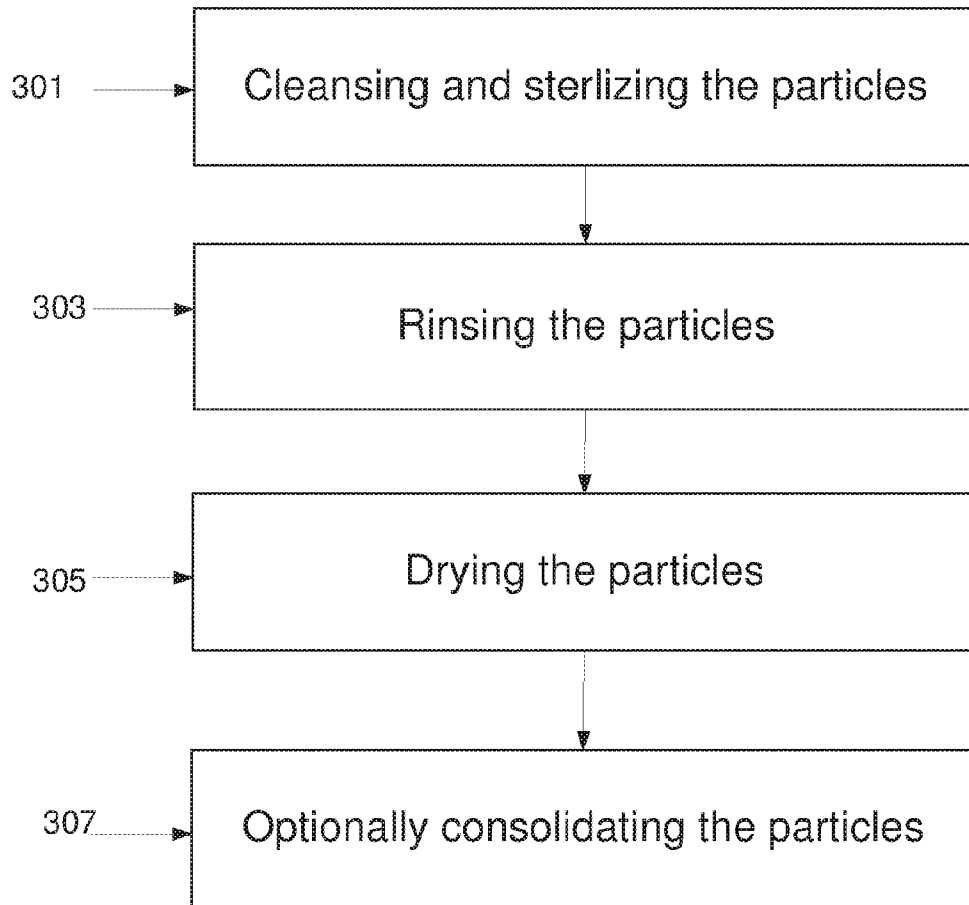 301
Cleansing and sterlizing the particles
303
Rinsing the particles
305
Drying the particles
307
Optionally consolidating the particles